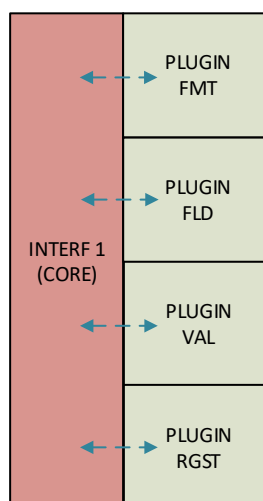 PLUGIN
FMT
PLUGIN
FLD
INTERF 1
(CORE)
PLUGIN
VAL
PLUGIN
RGST